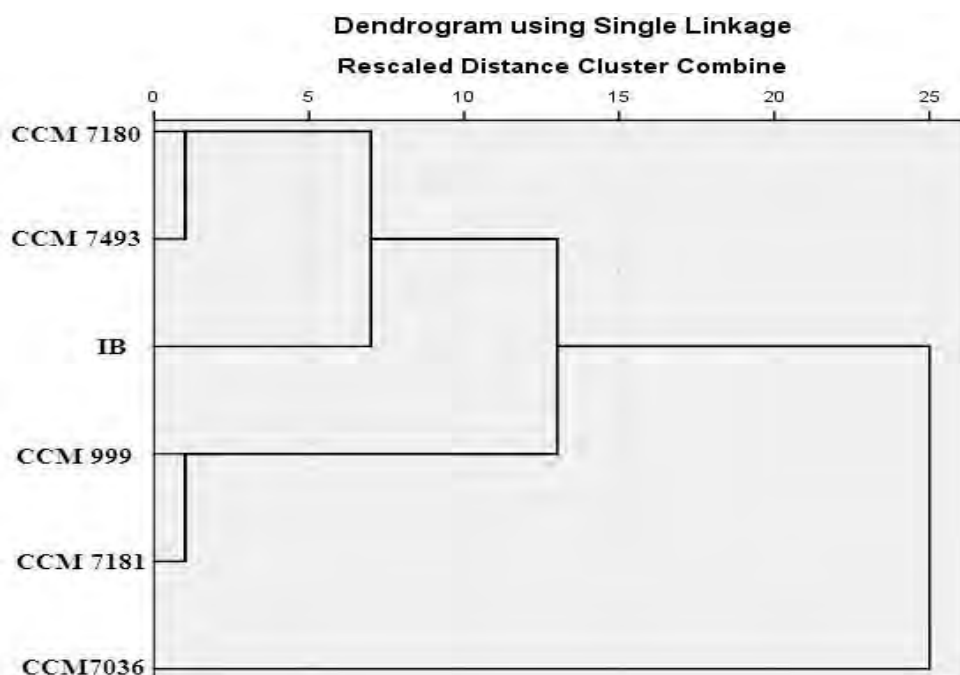 Dendrogram using Single Linkage
Rescaled Distance Cluster Combine
0 5 10 15 20 25
CCM 7180
CCM 7493
IB
CCM 999
CCM 7181
CCM7036